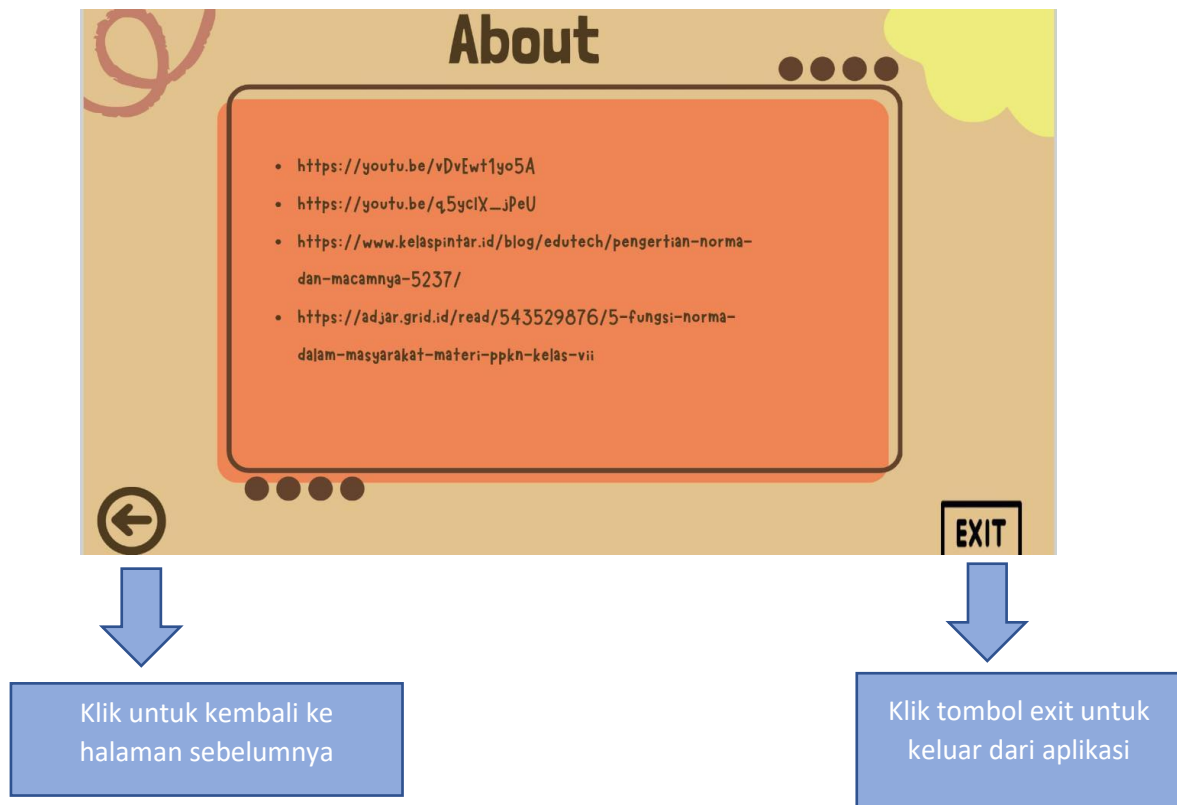 About
• https://youtu.be/vDvEwt1yo5A
• https://youtu.be/q5ycIX_jPeU
• https://www.kelaspintar.id/blog/edutech/pengertian-norma-
dan-macamnya-5237/
• https://adjar.grid.id/read/543529876/5-fungsi-norma-
dalam-masyarakat-materi-ppkn-kelas-vii
EXIT
Klik untuk kembali ke
halaman sebelumnya
Klik tombol exit untuk
keluar dari aplikasi